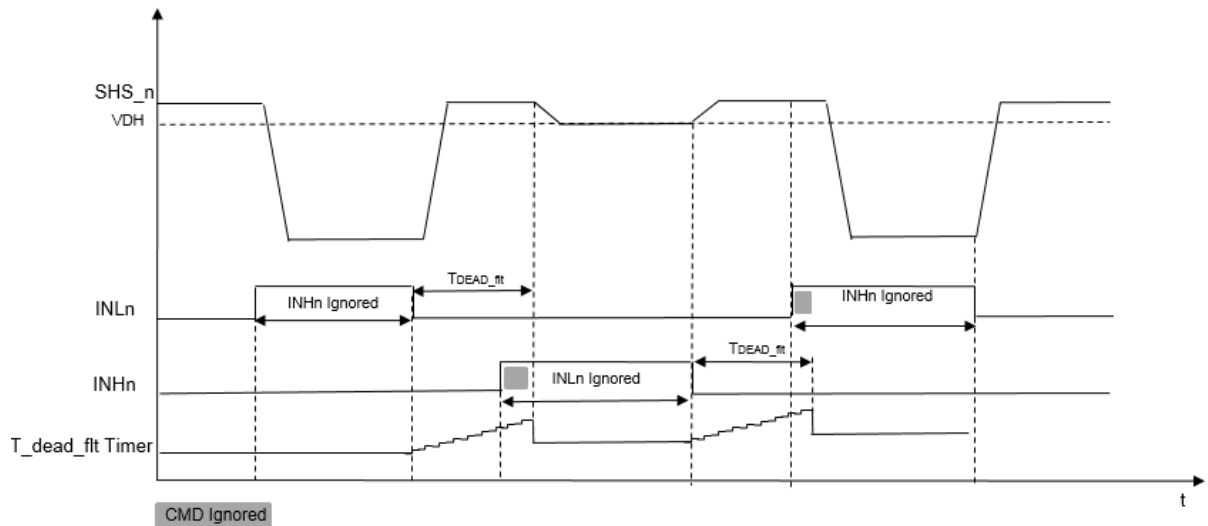 SHS_n
VDH
TDEAD_flt
INHn Ignored
INHn Ignored
INLn
TDEAD_flt
INLn Ignored
INHn
T_dead_flt Timer
t
CMD Ignored